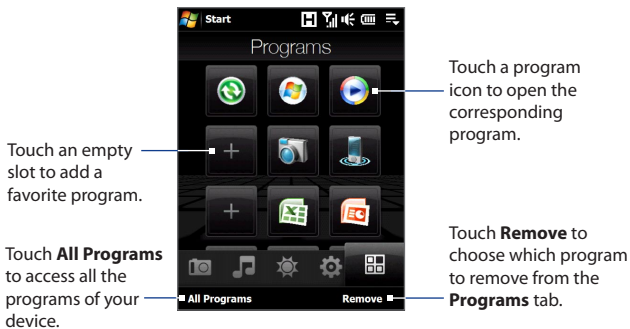 Start
H
Programs
Touch a program
icon to open the
corresponding
program.
Touch an empty
slot to add a
favorite program.
Touch All Programs
to access all the
programs of your
device.
Touch Remove to
choose which program
to remove from the
Programs tab.
All Programs
Remove